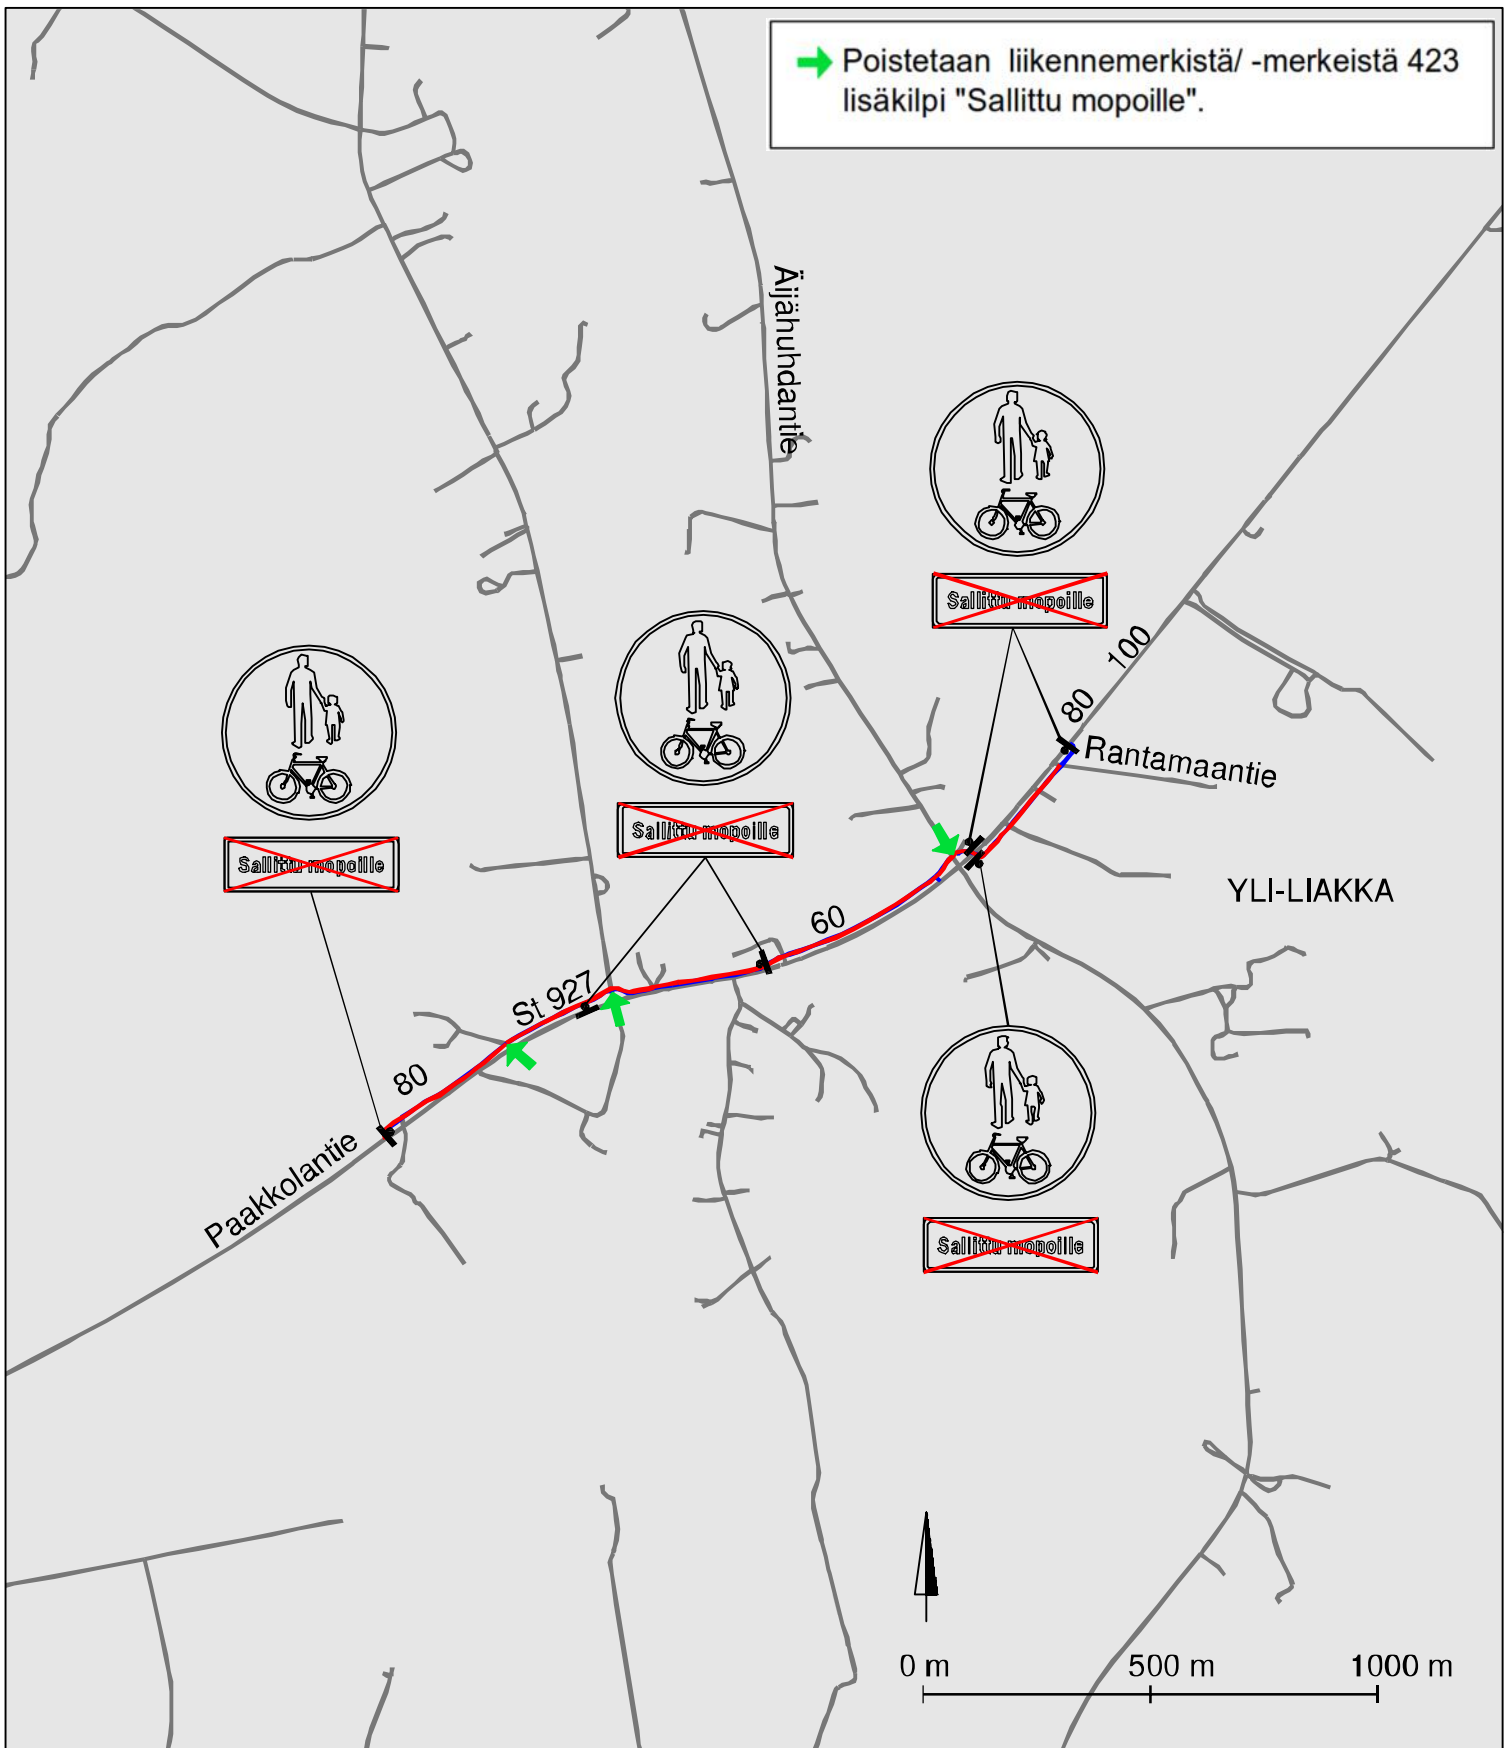 Poistetaan liikennemerkistä/ -merkeistä 423
lisäkilpi "Sallittu mopoille".
Äijähuhdantie
Sallittu mopoille
100
Sallittu mopoille
80
Rantamaantie
Sallittu mopoille
YLI-LIAKKA
60
St 927
80
Paakkolantie
Sallittu mopoille
0 m
500 m
1000 m